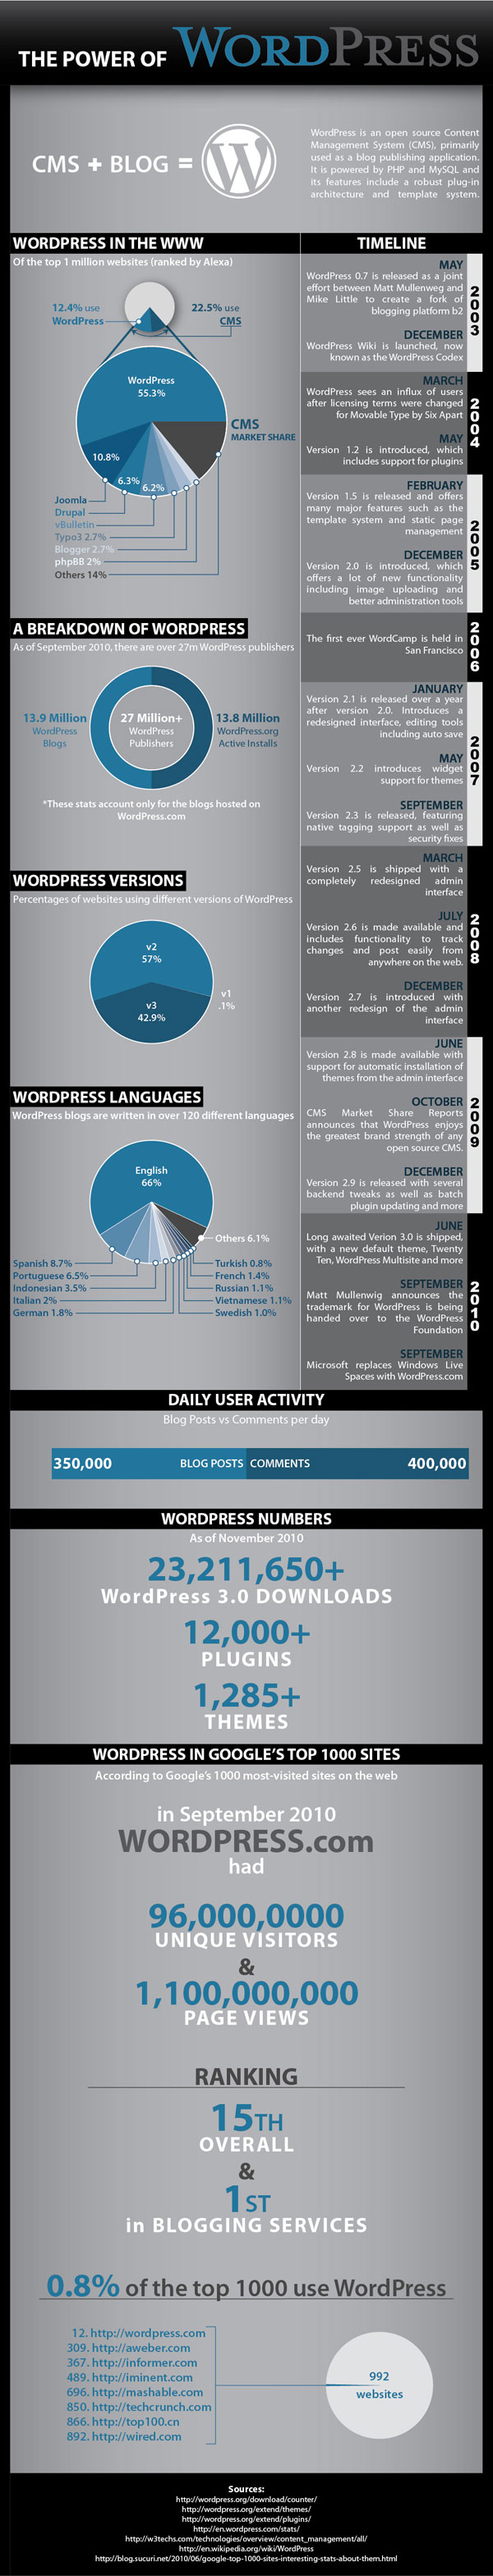 THE POWER OF WORDPRESS
CMS + BLOG =
WordPress is an open source Content
Management System (CMS), primarily
used as a blog publishing application.
It is powered by PHP and MySQL and
its features include a robust plug-in
architecture and template system.
WORDPRESS IN THE WWW
Of the top 1 million websites (ranked by Alexa)
12.4% use
WordPress
22.5% use
CMS
WordPress
55.3%
CMS
MARKET SHARE
10.8%
6.3%
6.2%
Joomla
Drupal
vBulletin
Typo3 2.7%
Blogger 2.7%
phpBB 2%
Others 14%
A BREAKDOWN OF WORDPRESS
As of September 2010, there are over 27m WordPress publishers
13.9 Million
WordPress
Blogs
27 Million+
WordPress
Publishers
13.8 Million
WordPress.org
Active Installs
*These stats account only for the blogs hosted on
WordPress.com
WORDPRESS VERSIONS
Percentages of websites using different versions of WordPress
v2
57%
v1
.1%
v3
42.9%
WORDPRESS LANGUAGES
WordPress blogs are written in over 120 different languages
English
66%
Others 6.1%
Spanish 8.7%
Portuguese 6.5%
Indonesian 3.5%
Italian 2%
German 1.8%
Turkish 0.8%
French 1.4%
Russian 1.1%
Vietnamese 1.1%
Swedish 1.0%
TIMELINE
2003
MAY
WordPress 0.7 is released as a joint
effort between Matt Mullenweg and
Mike Little to create a fork of
blogging platform b2
DECEMBER
WordPress Wiki is launched, now
known as the WordPress Codex
2004
MARCH
WordPress sees an influx of users
after licensing terms were changed
for Movable Type by Six Apart
MAY
Version 1.2 is introduced, which
includes support for plugins
2005
FEBRUARY
Version 1.5 is released and offers
many major features such as the
template system and static page
management
DECEMBER
Version 2.0 is introduced, which
offers a lot of new functionality
including image uploading and
better administration tools
2006
The first ever WordCamp is held in
San Francisco
2007
JANUARY
Version 2.1 is released over a year
after version 2.0. Introduces a
redesigned interface, editing tools
including auto save
MAY
Version 2.2 introduces widget
support for themes
SEPTEMBER
Version 2.3 is released, featuring
native tagging support as well as
security fixes
2008
MARCH
Version 2.5 is shipped with a
completely redesigned admin
interface
JULY
Version 2.6 is made available and
includes functionality to track
changes and post easily from
anywhere on the web.
DECEMBER
Version 2.7 is introduced with
another redesign of the admin
interface
2009
JUNE
Version 2.8 is made available with
support for automatic installation of
themes from the admin interface
OCTOBER
CMS Market Share Reports
announces that WordPress enjoys
the greatest brand strength of any
open source CMS.
DECEMBER
Version 2.9 is released with several
backend tweaks as well as batch
plugin updating and more
2010
JUNE
Long awaited Verion 3.0 is shipped,
with a new default theme, Twenty
Ten, WordPress Multisite and more
SEPTEMBER
Matt Mullenwig announces the
trademark for WordPress is being
handed over to the WordPress
Foundation
SEPTEMBER
Microsoft replaces Windows Live
Spaces with WordPress.com
DAILY USER ACTIVITY
Blog Posts vs Comments per day
350,000 BLOG POSTS COMMENTS 400,000
WORDPRESS NUMBERS
As of November 2010
23,211,650+
WordPress 3.0 DOWNLOADS
12,000+
PLUGINS
1,285+
THEMES
WORDPRESS IN GOOGLE'S TOP 1000 SITES
According to Google's 1000 most-visited sites on the web
in September 2010
WORDPRESS.com
had
96,000,0000
UNIQUE VISITORS
&
1,100,000,000
PAGE VIEWS
RANKING
15TH
OVERALL
&
1ST
in BLOGGING SERVICES
0.8% of the top 1000 use WordPress
12. http://wordpress.com
309. http://aweber.com
367. http://informer.com
489. http://iminent.com
696. http://mashable.com
850. http://techcrunch.com
866. http://top100.cn
892. http://wired.com
992
websites
Sources:
http://wordpress.org/download/counter/
http://wordpress.org/extend/themes/
http://wordpress.org/extend/plugins/
http://en.wordpress.com/stats/
http://w3techs.com/technologies/overview/content_management/all/
http://en.wikipedia.org/wiki/WordPress
http://blog.sucuri.net/2010/06/google-top-1000-sites-interesting-stats-about-them.html